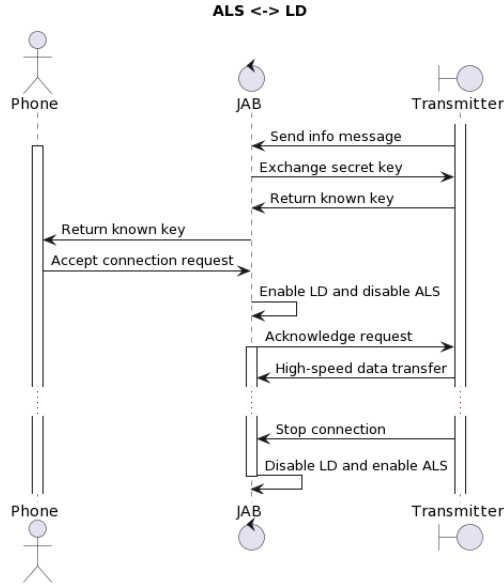 ALS <-> LD
Phone
JAB
Transmitter
Send info message
Exchange secret key
Return known key
Return known key
Accept connection request
Enable LD and disable ALS
Acknowledge request
High-speed data transfer
Stop connection
Disable LD and enable ALS
Phone
JAB
Transmitter